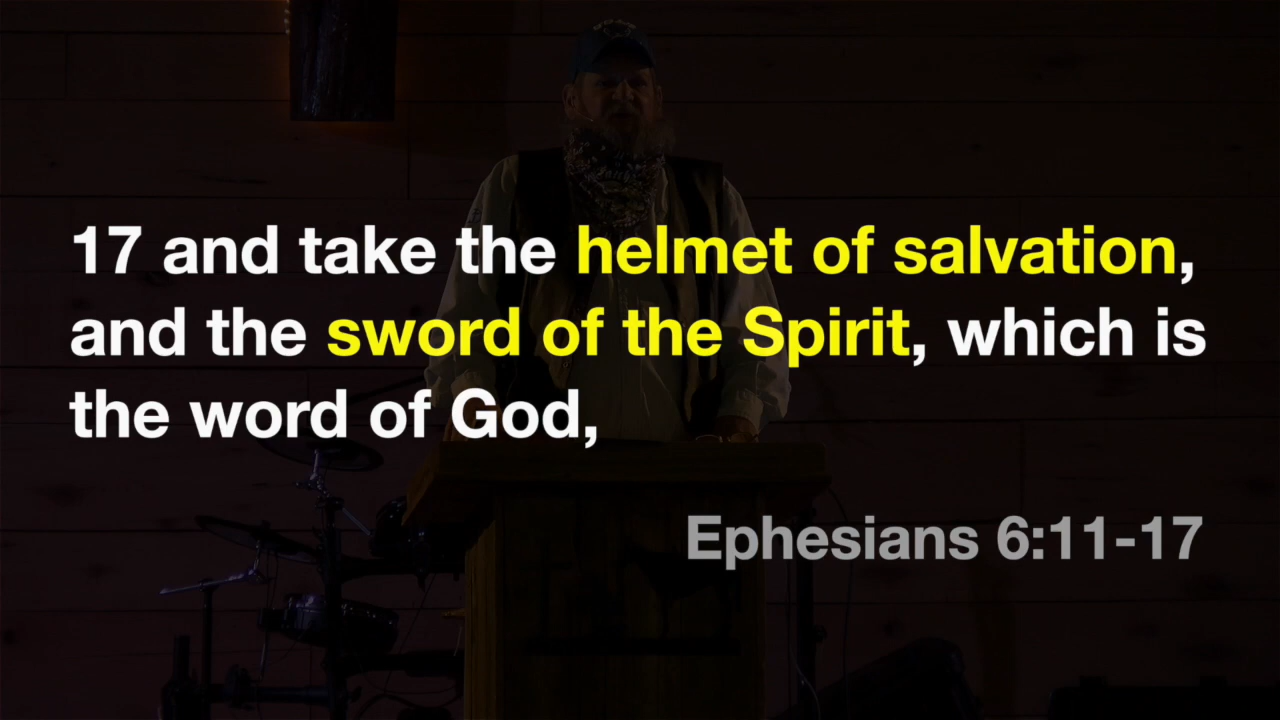 17 and take the helmet of salvation,
and the sword of the Spirit, which is
the word of God,
Ephesians 6:11-17